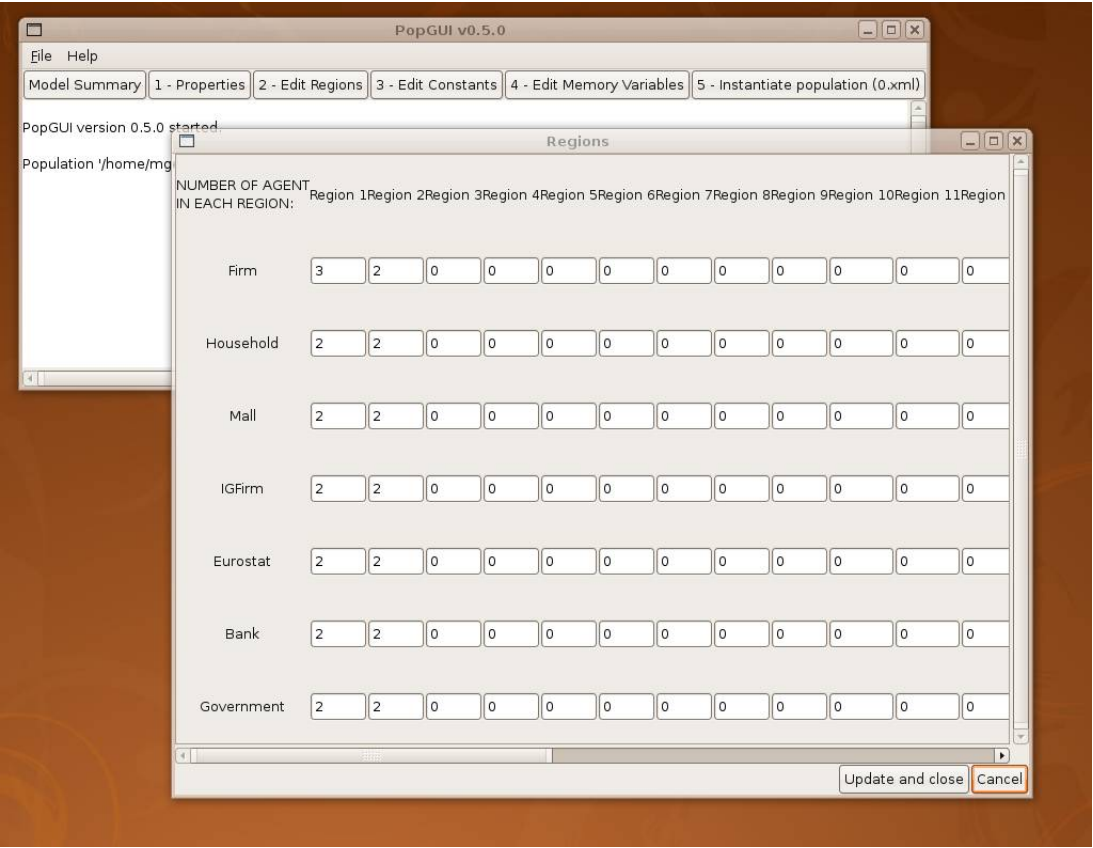 PopGUI v0.5.0
File Help
Model Summary 1 - Properties 2 - Edit Regions 3 - Edit Constants 4 - Edit Memory Variables 5 - Instantiate population (0.xml)
PopGUI version 0.5.0 started.
Population '/home/mg
Regions
NUMBER OF AGENT
IN EACH REGION:
Region 1Region 2Region 3Region 4Region 5Region 6Region 7Region 8Region 9Region 10Region 11Region
Firm 3 2 0 0 0 0 0 0 0 0 0 0
Household 2 2 0 0 0 0 0 0 0 0 0 0
Mall 2 2 0 0 0 0 0 0 0 0 0 0
IGFirm 2 2 0 0 0 0 0 0 0 0 0 0
Eurostat 2 2 0 0 0 0 0 0 0 0 0 0
Bank 2 2 0 0 0 0 0 0 0 0 0 0
Government 2 2 0 0 0 0 0 0 0 0 0 0
Update and close Cancel